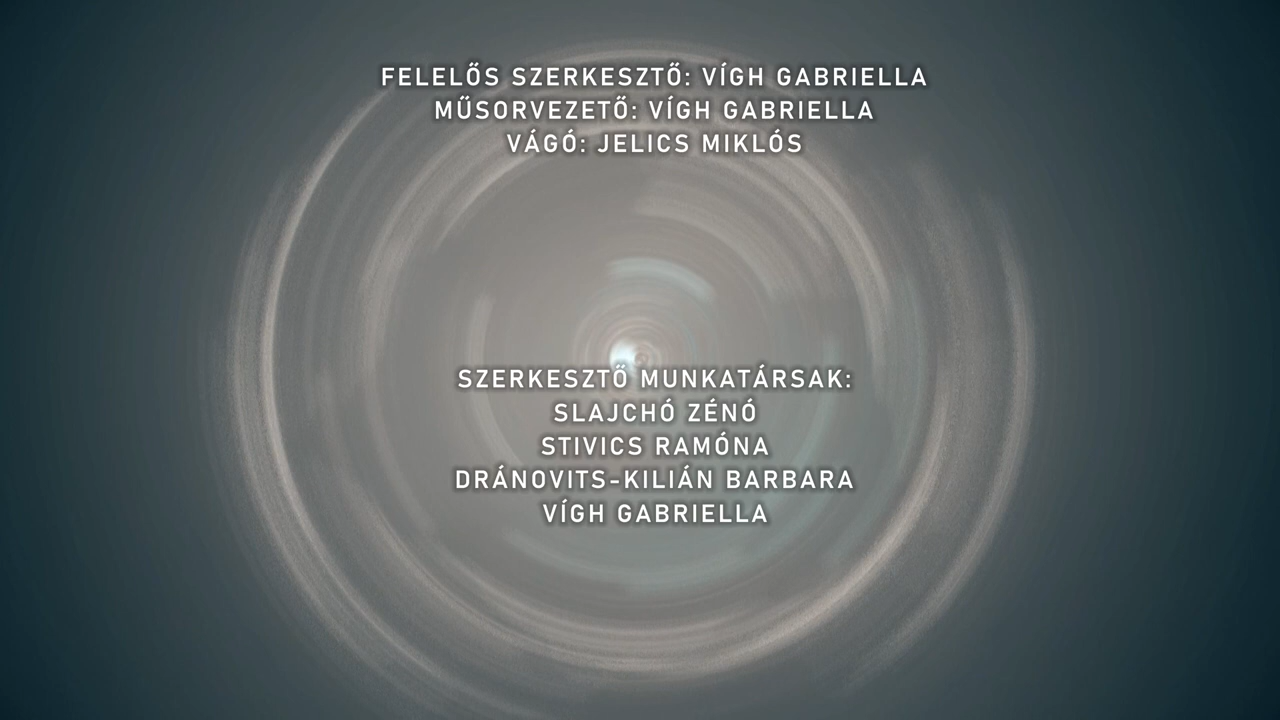 FELELŐS SZERKESZTŐ: VÍGH GABRIELLA
MŰSORVEZETŐ: VÍGH GABRIELLA
VÁGÓ: JELICS MIKLÓS
SZERKESZTŐ MUNKATÁRSAK:
SLAJCHÓ ZÉNÓ
STIVICS RAMÓNA
DRÁNOVITS-KILIÁN BARBARA
VÍGH GABRIELLA